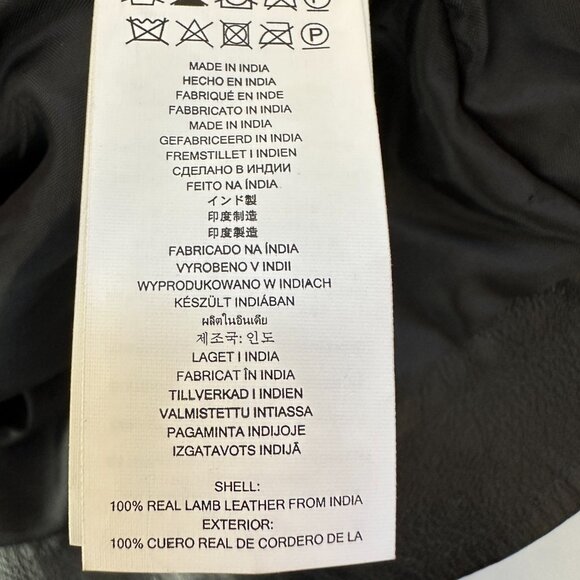 MADE IN INDIA
HECHO EN INDIA
FABRIQUÉ EN INDE
FABBRICATO IN INDIA
MADE IN INDIA
GEFABRICEERD IN INDIA
FREMSTILLET I INDIEN
СДЕЛАНО В ИНДИИ
FEITO NA ÍNDIA
インド製
印度制造
印度製造
FABRICADO NA ÍNDIA
VYROBENO V INDII
WYPRODUKOWANO W INDIACH
KÉSZÜLT INDIÁBAN
ผลิตในอินเดีย
제조국: 인도
LAGET I INDIA
FABRICAT ÎN INDIA
TILLVERKAD I INDIEN
VALMISTETTU INTIASSA
PAGAMINTA INDIJOJE
IZGATAVOTS INDIJĀ
SHELL:
100% REAL LAMB LEATHER FROM INDIA
EXTERIOR:
100% CUERO REAL DE CORDERO DE LA